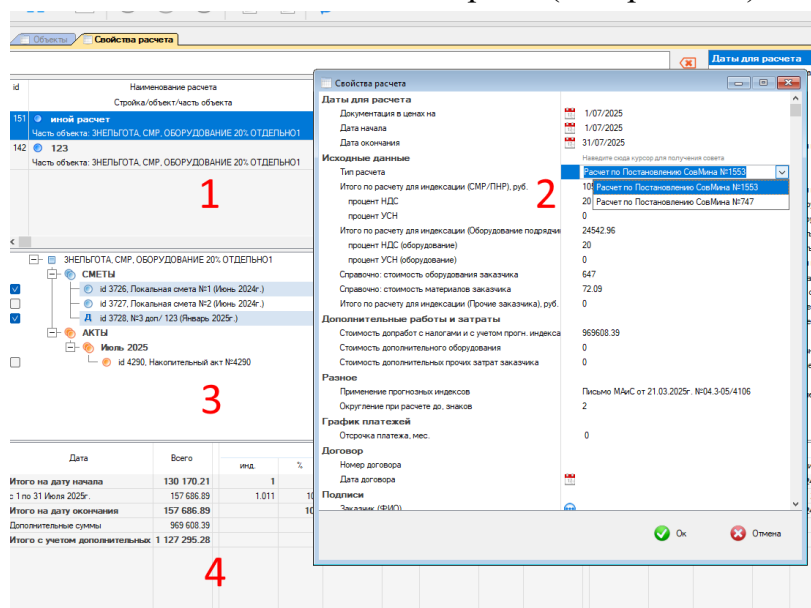 Объекты
Свойства расчета
Даты для расчета
id
Наименование расчета
Стройка/объект/часть объекта
151 иной расчет
Часть объекта: ЗНЕЛЬГОТА, СМР, ОБОРУДОВАНИЕ 20% ОТДЕЛЬНО1
142 123
Часть объекта: ЗНЕЛЬГОТА, СМР, ОБОРУДОВАНИЕ 20% ОТДЕЛЬНО1
1
ЗНЕЛЬГОТА, СМР, ОБОРУДОВАНИЕ 20% ОТДЕЛЬНО1
СМЕТЫ
id 3726, Локальная смета №1 (Июнь 2024г.)
id 3727, Локальная смета №2 (Июнь 2024г.)
Д id 3728, №3 доп/ 123 (Январь 2025г.)
АКТЫ
Июль 2025
id 4290, Накопительный акт №4290
3
Дата Всего
инд. %
Итого на дату начала 130 170.21 1
с 1 по 31 Июля 2025г. 157 686.89 1.011
Итого на дату окончания 157 686.89
Дополнительные суммы 969 608.39
Итого с учетом дополнительных 1 127 295.28
4
Свойства расчета
Даты для расчета
Документация в ценах на 1/07/2025
Дата начала 1/07/2025
Дата окончания 31/07/2025
Исходные данные Наведите сюда курсор для получения совета
Тип расчета Расчет по Постановлению СовМина №1553
Итого по расчету для индексации (СМР/ПНР), руб. Расчет по Постановлению СовМина №1553
процент НДС 20 Расчет по Постановлению СовМина №747
2
процент УСН 0
Итого по расчету для индексации (Оборудование подрядчи 24542.96
процент НДС (оборудование) 20
процент УСН (оборудование) 0
Справочно: стоимость оборудования заказчика 647
Справочно: стоимость материалов заказчика 72.09
Итого по расчету для индексации (Прочие заказчика), руб. 0
Дополнительные работы и затраты
Стоимость допработ с налогами и с учетом прогн. индекса 969608.39
Стоимость дополнительного оборудования 0
Стоимость дополнительных прочих затрат заказчика 0
Разное
Применение прогнозных индексов Письмо МАиС от 21.03.2025г. №04.3-05/4106
Округление при расчете до, знаков 2
График платежей
Отсрочка платежа, мес. 0
Договор
Номер договора
Дата договора
Подписи
Заказчик (ФИО)
Ок Отмена